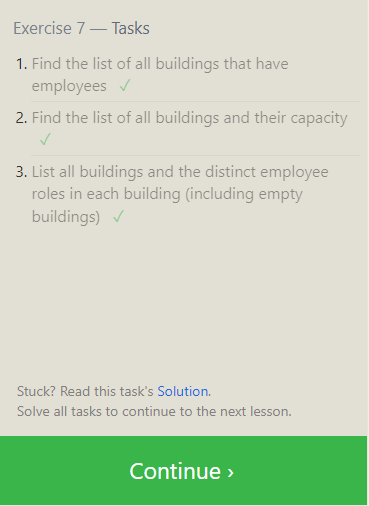 Exercise 7 — Tasks
1. Find the list of all buildings that have
employees ✓
2. Find the list of all buildings and their capacity
✓
3. List all buildings and the distinct employee
roles in each building (including empty
buildings) ✓
Stuck? Read this task's Solution.
Solve all tasks to continue to the next lesson.
Continue ›